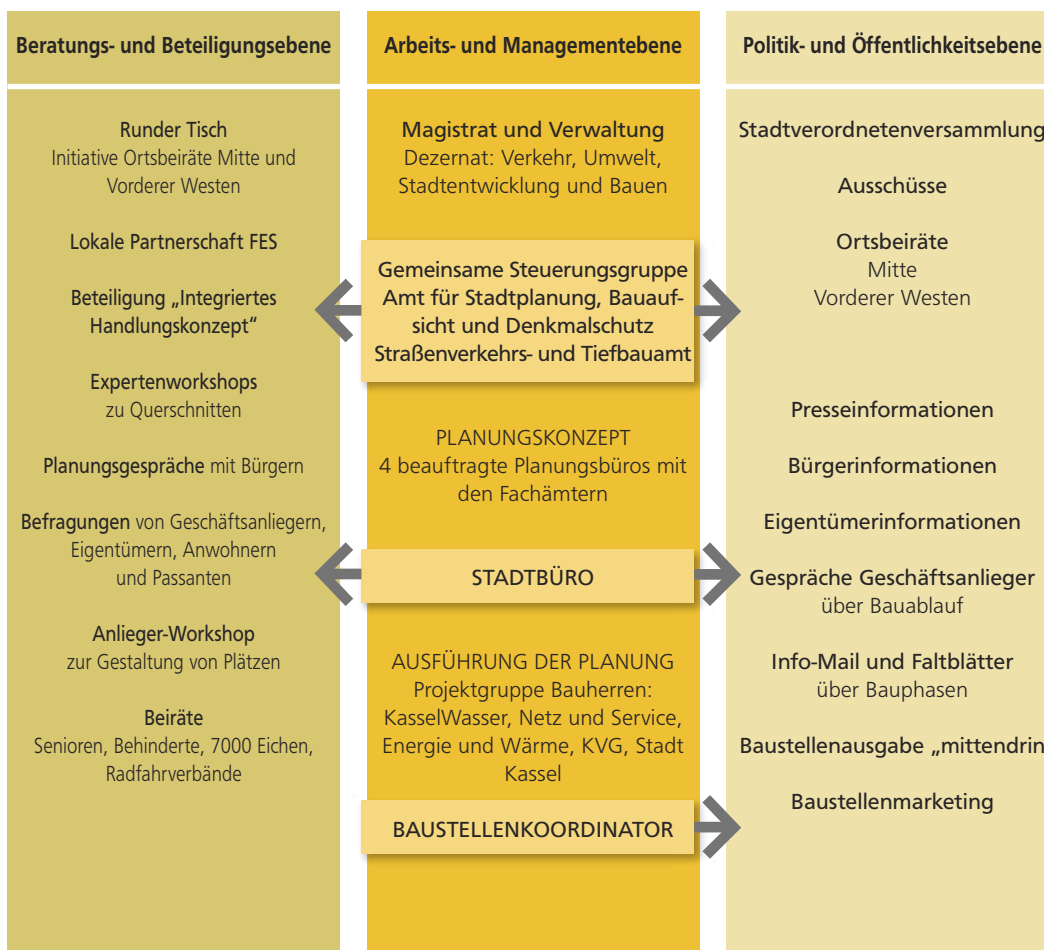 Beratungs- und Beteiligungsebene
Runder Tisch
Initiative Ortsbeiräte Mitte und
Vorderer Westen
Lokale Partnerschaft FES
Beteiligung „Integriertes
Handlungskonzept“
Expertenworkshops
zu Querschnitten
Planungsgespräche mit Bürgern
Befragungen von Geschäftsanliegern,
Eigentümern, Anwohnern
und Passanten
Anlieger-Workshop
zur Gestaltung von Plätzen
Beiräte
Senioren, Behinderte, 7000 Eichen,
Radfahrverbände
Arbeits- und Managementebene
Magistrat und Verwaltung
Dezernat: Verkehr, Umwelt,
Stadtentwicklung und Bauen
Gemeinsame Steuerungsgruppe
Amt für Stadtplanung, Bauauf-
sicht und Denkmalschutz
Straßenverkehrs- und Tiefbauamt
PLANUNGSKONZEPT
4 beauftragte Planungsbüros mit
den Fachämtern
STADTBÜRO
AUSFÜHRUNG DER PLANUNG
Projektgruppe Bauherren:
KasselWasser, Netz und Service,
Energie und Wärme, KVG, Stadt
Kassel
BAUSTELLENKOORDINATOR
Politik- und Öffentlichkeitsebene
Stadtverordnetenversammlung
Ausschüsse
Ortsbeiräte
Mitte
Vorderer Westen
Presseinformationen
Bürgerinformationen
Eigentümerinformationen
Gespräche Geschäftsanlieger
über Bauablauf
Info-Mail und Faltblätter
über Bauphasen
Baustellenausgabe „mittendrin
Baustellenmarketing